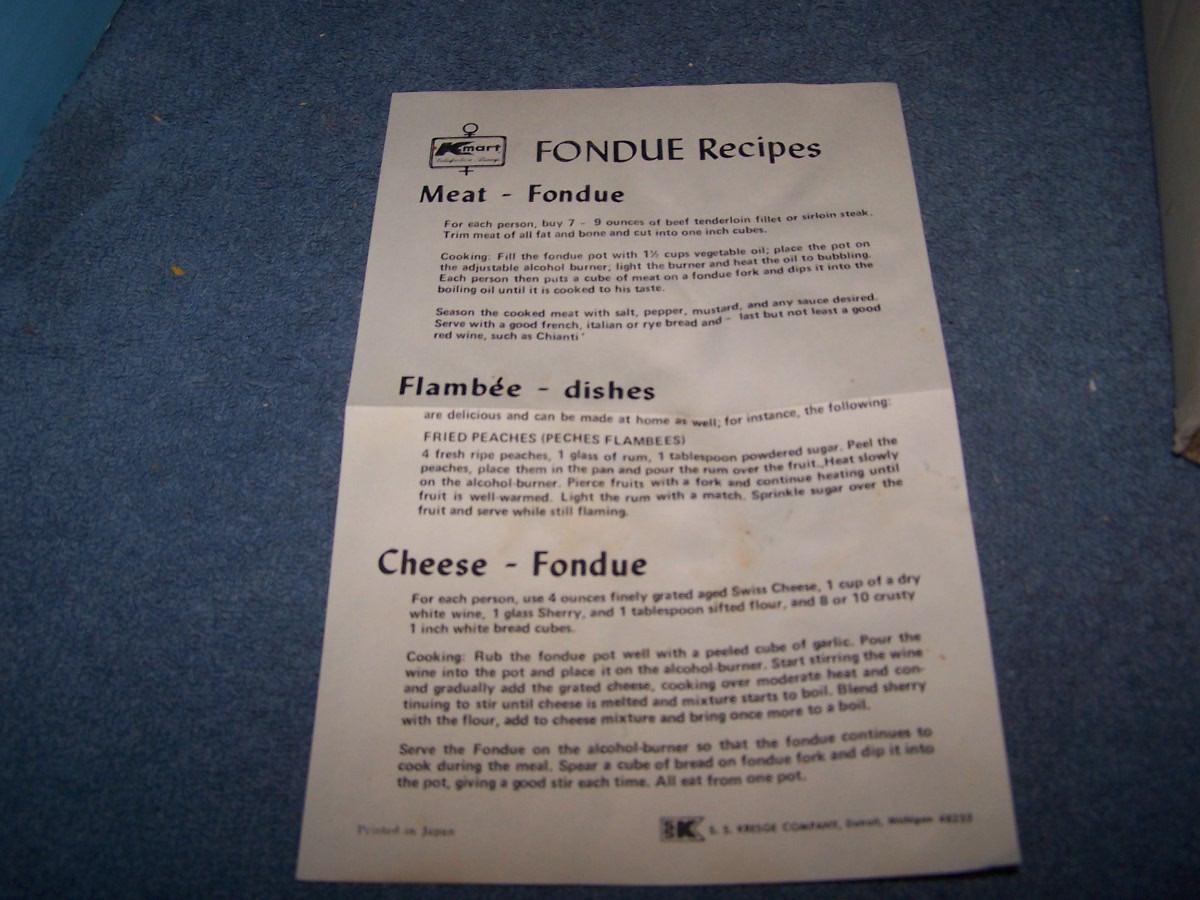 Kmart
FONDUE Recipes
Meat - Fondue
For each person, buy 7 - 9 ounces of beef tenderloin fillet or sirloin steak.
Trim meat of all fat and bone and cut into one inch cubes.
Cooking: Fill the fondue pot with 1½ cups vegetable oil; place the pot on
the adjustable alcohol burner; light the burner and heat the oil to bubbling.
Each person then puts a cube of meat on a fondue fork and dips it into the
boiling oil until it is cooked to his taste.
Season the cooked meat with salt, pepper, mustard, and any sauce desired.
Serve with a good french, italian or rye bread and - last but not least a good
red wine, such as Chianti'
Flambée - dishes
are delicious and can be made at home as well; for instance, the following:
FRIED PEACHES (PECHES FLAMBEES)
4 fresh ripe peaches, 1 glass of rum, 1 tablespoon powdered sugar. Peel the
peaches, place them in the pan and pour the rum over the fruit. Heat slowly
on the alcohol-burner. Pierce fruits with a fork and continue heating until
fruit is well-warmed. Light the rum with a match. Sprinkle sugar over the
fruit and serve while still flaming.
Cheese - Fondue
For each person, use 4 ounces finely grated aged Swiss Cheese, 1 cup of a dry
white wine, 1 glass Sherry, and 1 tablespoon sifted flour, and 8 or 10 crusty
1 inch white bread cubes.
Cooking: Rub the fondue pot well with a peeled cube of garlic. Pour the
wine into the pot and place it on the alcohol-burner. Start stirring the wine
and gradually add the grated cheese, cooking over moderate heat and con-
tinuing to stir until cheese is melted and mixture starts to boil. Blend sherry
with the flour, add to cheese mixture and bring once more to a boil.
Serve the Fondue on the alcohol-burner so that the fondue continues to
cook during the meal. Spear a cube of bread on fondue fork and dip it into
the pot, giving a good stir each time. All eat from one pot.
Printed in Japan
K S. S. KRESGE COMPANY, Detroit, Michigan 48232